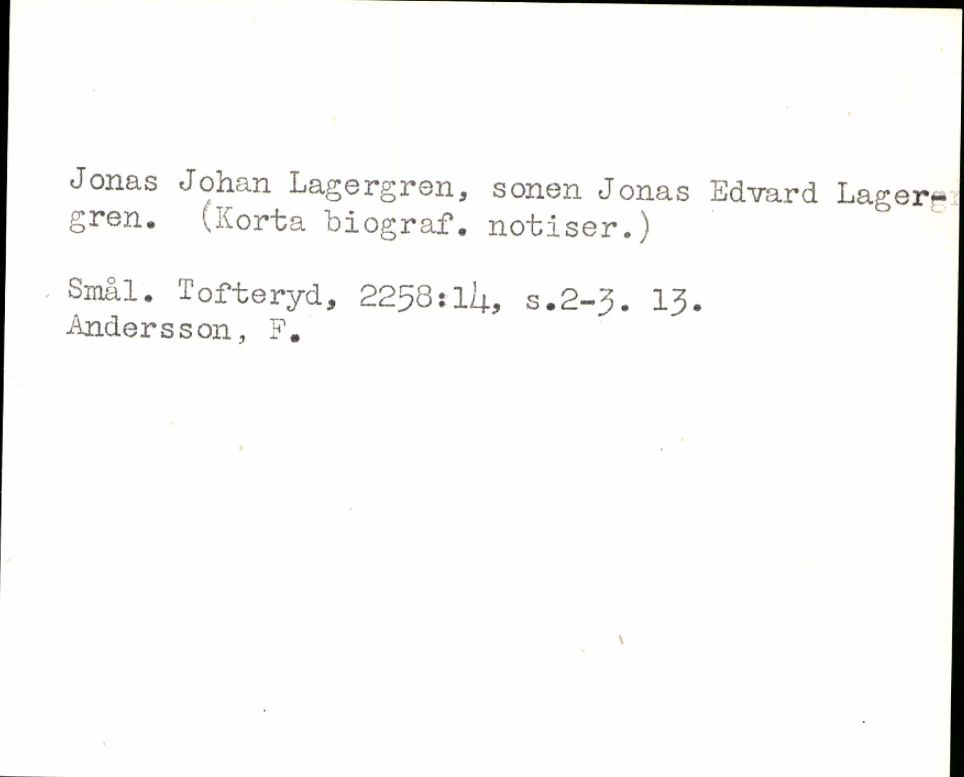 Jonas Johan Lagergren, sonen Jonas Edvard Lager-
gren. (Korta biograf. notiser.)
Smål. Tofteryd, 2258:14, s.2-3. 13.
Andersson, F.